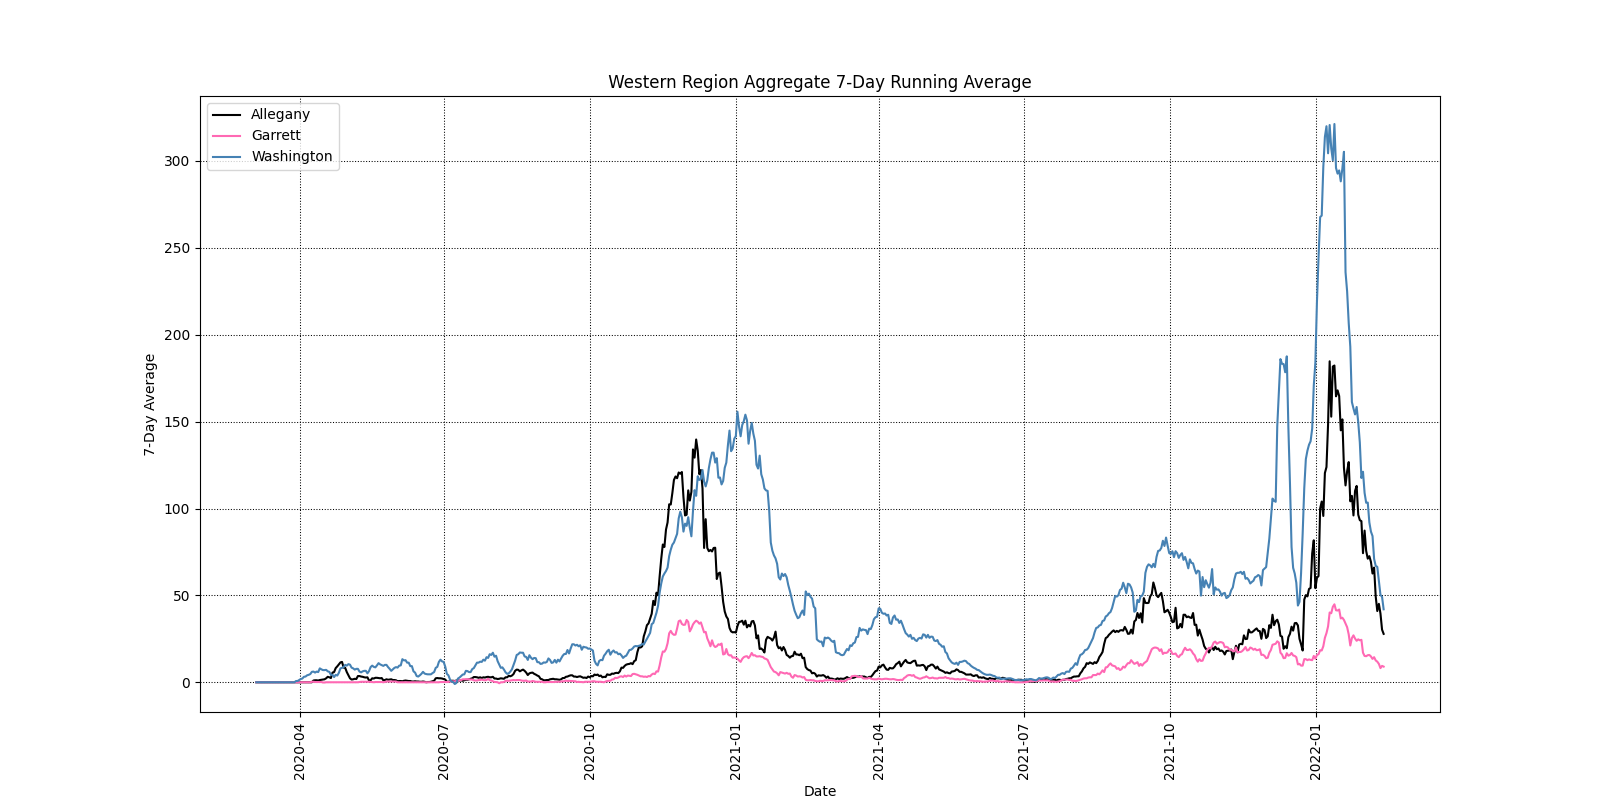 Western Region Aggregate 7-Day Running Average
Allegany
Garrett
Washington
7-Day Average
300
250
200
150
100
50
0
2020-04
2020-07
2020-10
2021-01
2021-04
2021-07
2021-10
2022-01
Date